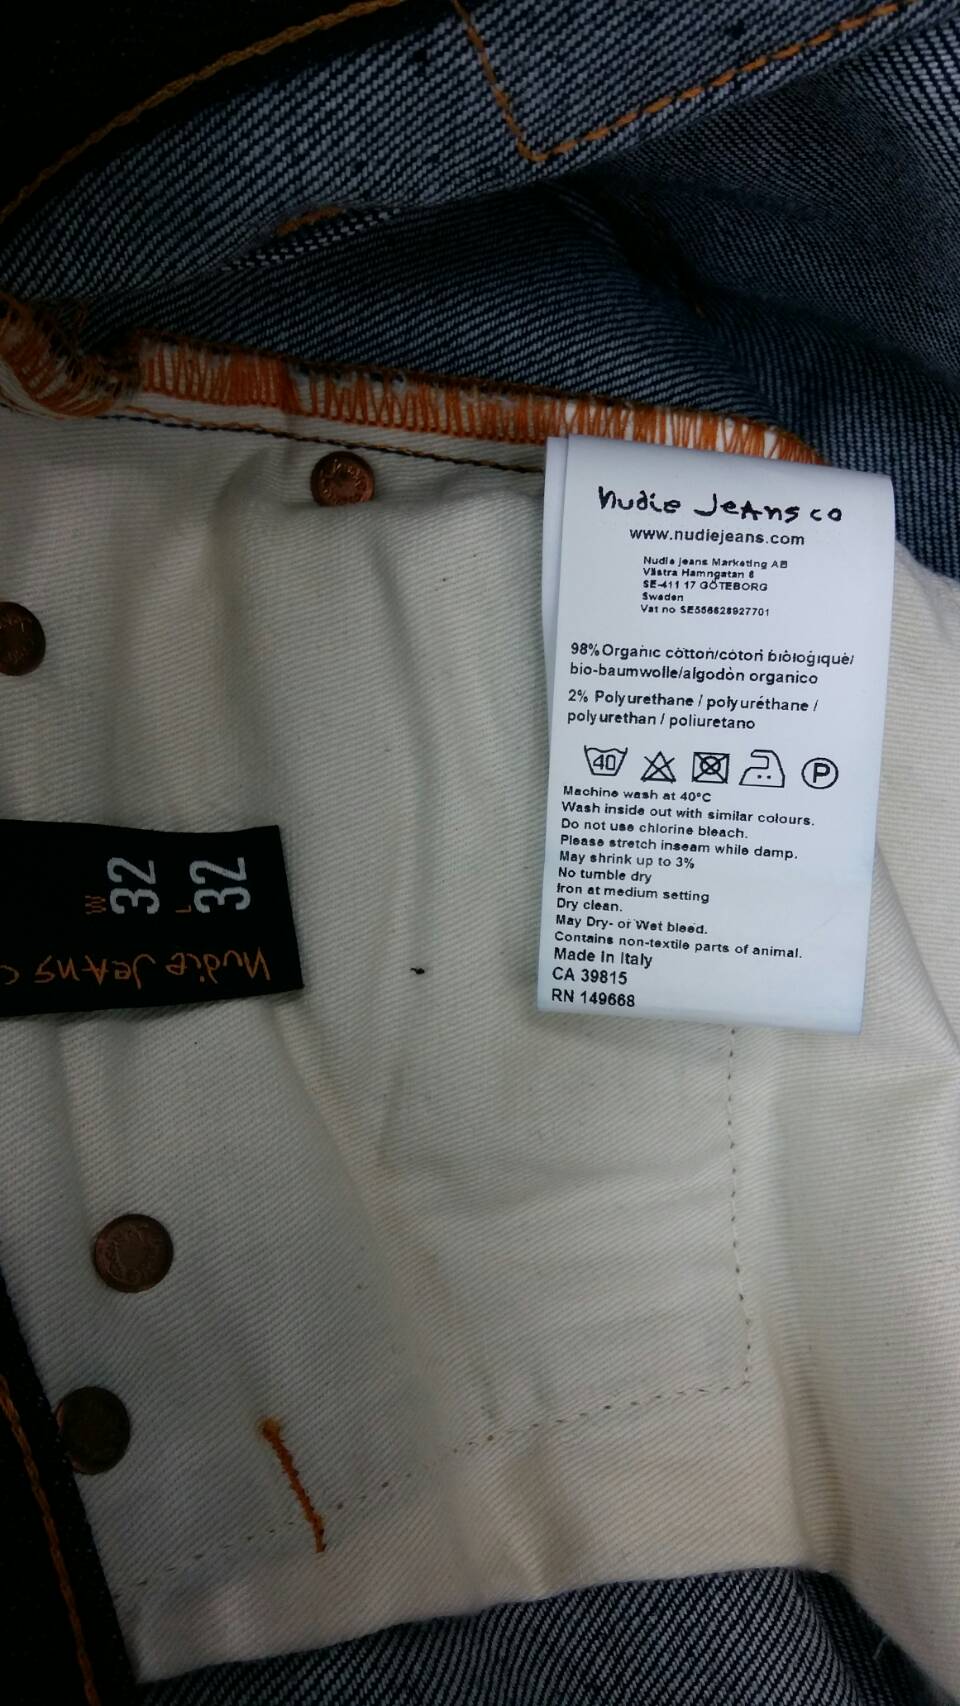 nudie Jeans co
www.nudiejeans.com
Nudie Jeans Marketing AB
Västra Hamngatan 6
SE-411 17 GÖTEBORG
Sweden
Vat no SE556628927701
98% Organic cotton/coton biologique/
bio-baumwolle/algodòn organico
2% Polyurethane / polyuréthane /
polyurethan / poliuretano
40
P
Machine wash at 40°C
Wash inside out with similar colours.
Do not use chlorine bleach.
Please stretch inseam while damp.
May shrink up to 3%
No tumble dry
Iron at medium setting
Dry clean.
May Dry- or Wet bleed.
Contains non-textile parts of animal.
Made In Italy
CA 39815
RN 149668
W 32
L 32
nudie Jeans c